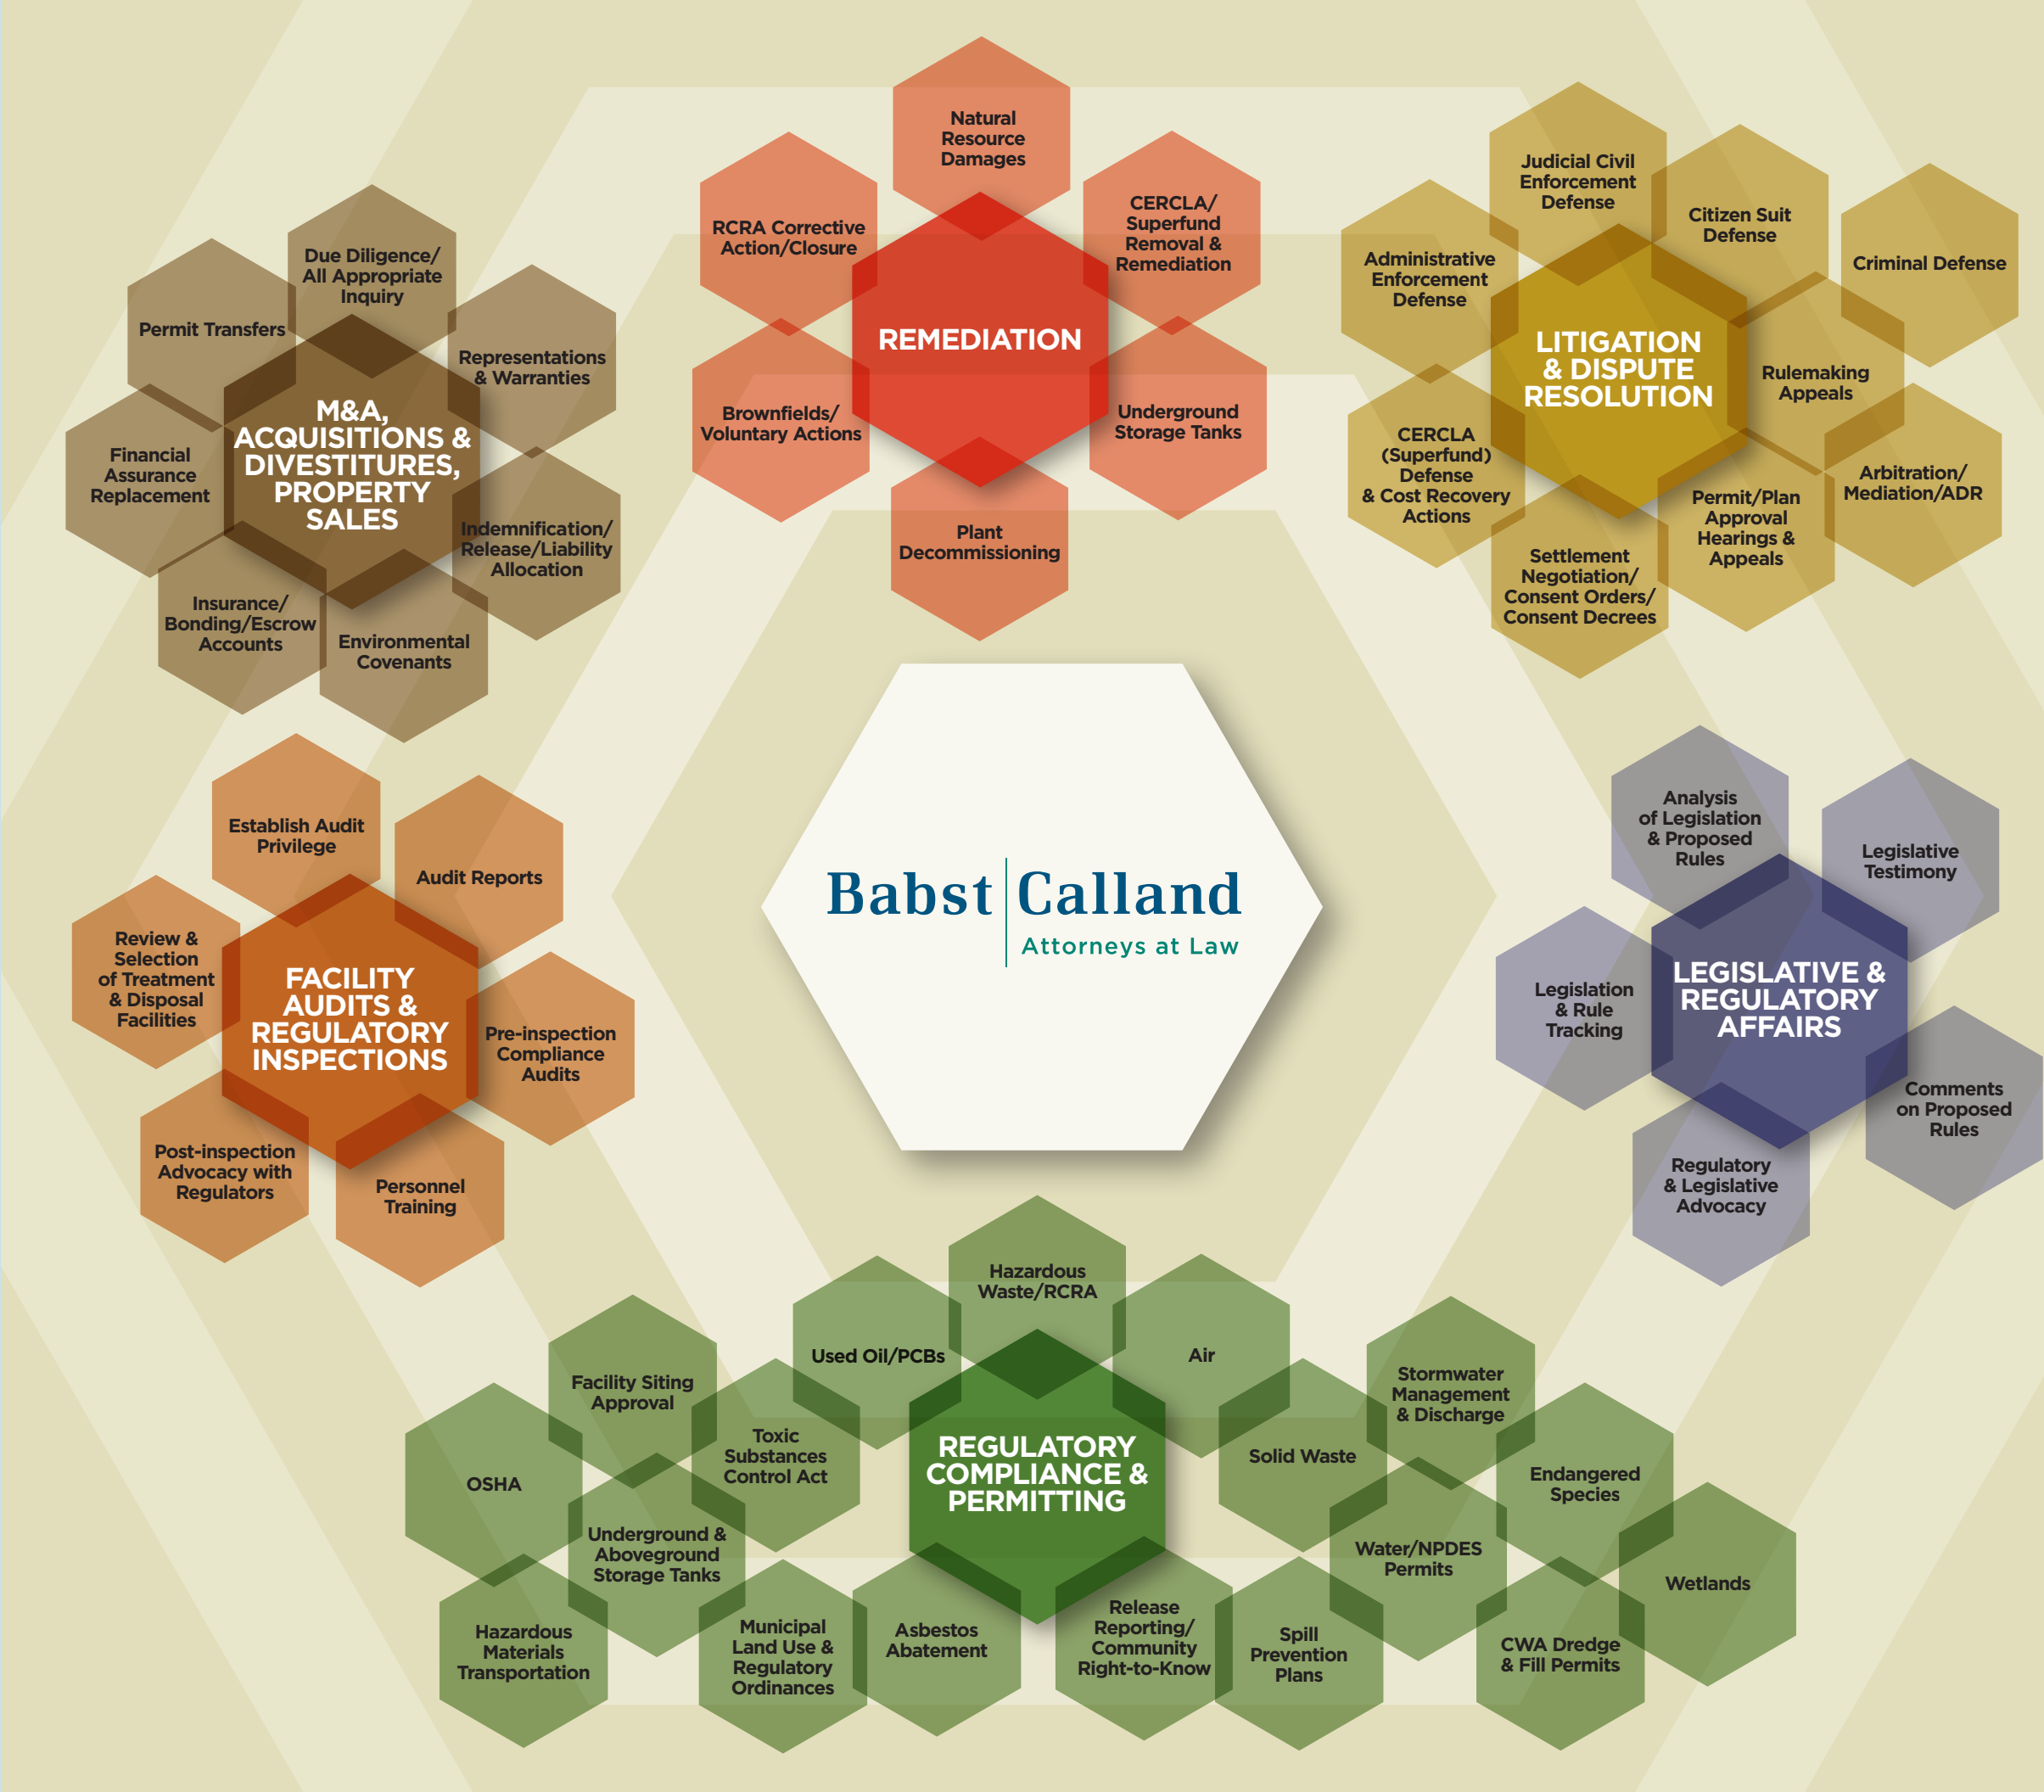 Natural
Resource
Damages
RCRA Corrective
Action/Closure
CERCLA/
Superfund
Removal &
Remediation
REMEDIATION
Brownfields/
Voluntary Actions
Underground
Storage Tanks
Plant
Decommissioning
Judicial Civil
Enforcement
Defense
Citizen Suit
Defense
Criminal Defense
Administrative
Enforcement
Defense
LITIGATION
& DISPUTE
RESOLUTION
Rulemaking
Appeals
CERCLA
(Superfund)
Defense
& Cost Recovery
Actions
Arbitration/
Mediation/ADR
Permit/Plan
Approval
Hearings &
Appeals
Settlement
Negotiation/
Consent Orders/
Consent Decrees
Due Diligence/
All Appropriate
Inquiry
Permit Transfers
Representations
& Warranties
M&A,
ACQUISITIONS &
DIVESTITURES,
PROPERTY
SALES
Financial
Assurance
Replacement
Indemnification/
Release/Liability
Allocation
Insurance/
Bonding/Escrow
Accounts
Environmental
Covenants
Babst Calland
Attorneys at Law
Establish Audit
Privilege
Audit Reports
Review &
Selection
of Treatment
& Disposal
Facilities
FACILITY
AUDITS &
REGULATORY
INSPECTIONS
Pre-inspection
Compliance
Audits
Post-inspection
Advocacy with
Regulators
Personnel
Training
Analysis
of Legislation
& Proposed
Rules
Legislative
Testimony
Legislation
& Rule
Tracking
LEGISLATIVE &
REGULATORY
AFFAIRS
Comments
on Proposed
Rules
Regulatory
& Legislative
Advocacy
Hazardous
Waste/RCRA
Used Oil/PCBs
Air
Facility Siting
Approval
Stormwater
Management
& Discharge
Toxic
Substances
Control Act
REGULATORY
COMPLIANCE &
PERMITTING
Solid Waste
OSHA
Endangered
Species
Underground &
Aboveground
Storage Tanks
Water/NPDES
Permits
Wetlands
Hazardous
Materials
Transportation
Municipal
Land Use &
Regulatory
Ordinances
Asbestos
Abatement
Release
Reporting/
Community
Right-to-Know
Spill
Prevention
Plans
CWA Dredge
& Fill Permits